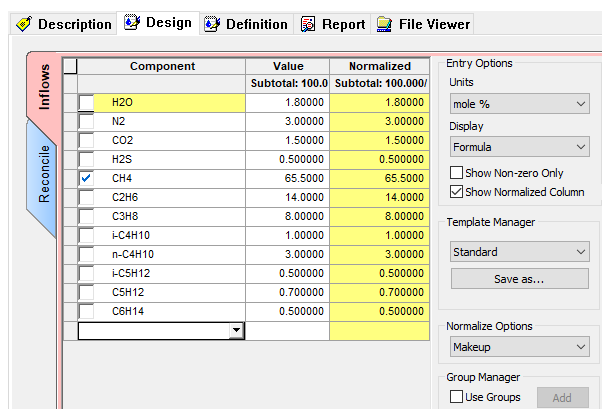 Description Design Definition Report File Viewer
Inflows
Reconcile
Component Value Normalized
Subtotal: 100.0 Subtotal: 100.000/
H2O 1.80000 1.80000
N2 3.00000 3.00000
CO2 1.50000 1.50000
H2S 0.500000 0.500000
CH4 65.5000 65.5000
C2H6 14.0000 14.0000
C3H8 8.00000 8.00000
i-C4H10 1.00000 1.00000
n-C4H10 3.00000 3.00000
i-C5H12 0.500000 0.500000
C5H12 0.700000 0.700000
C6H14 0.500000 0.500000
Entry Options
Units
mole %
Display
Formula
Show Non-zero Only
Show Normalized Column
Template Manager
Standard
Save as...
Normalize Options
Makeup
Group Manager
Use Groups Add